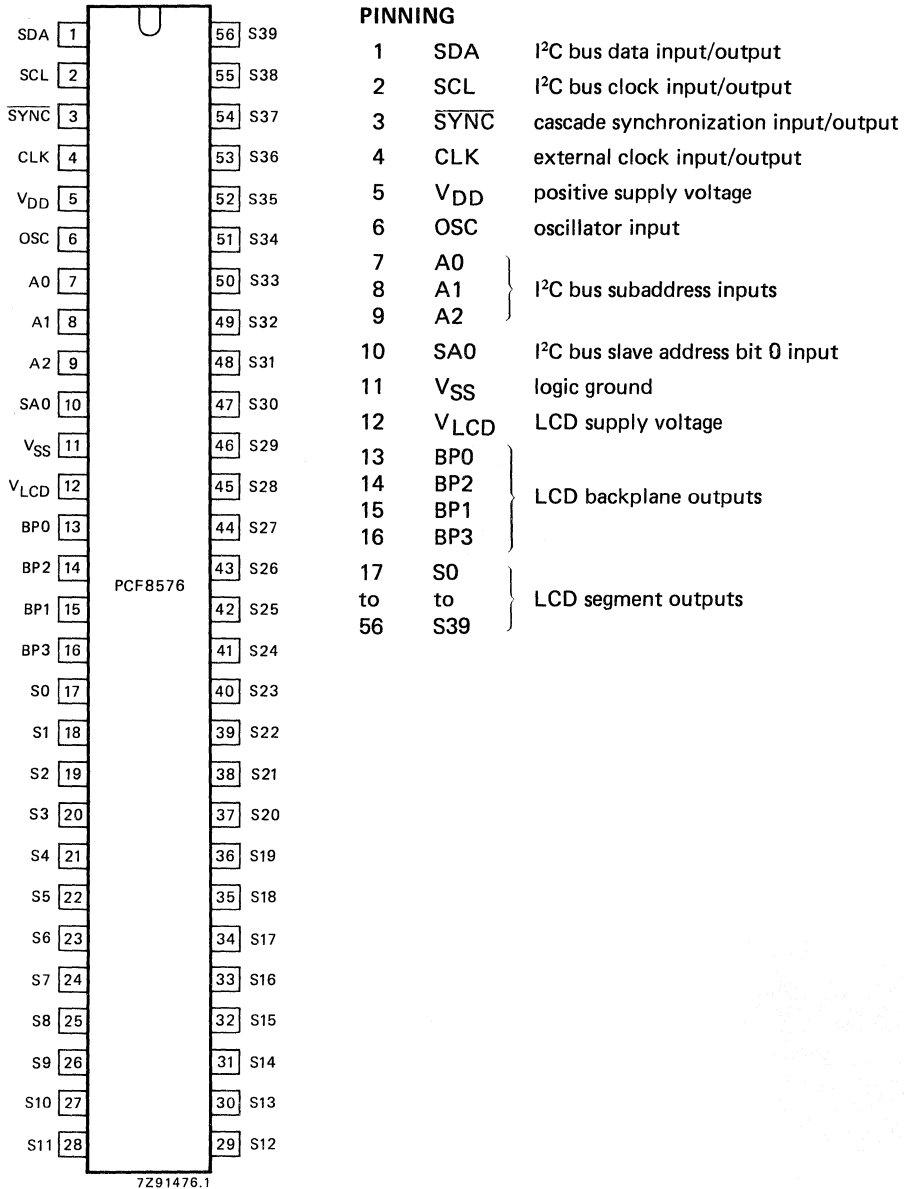 SDA 1 56 S39
SCL 2 55 S38
SYNC 3 54 S37
CLK 4 53 S36
VDD 5 52 S35
OSC 6 51 S34
A0 7 50 S33
A1 8 49 S32
A2 9 48 S31
SA0 10 47 S30
VSS 11 46 S29
VLCD 12 45 S28
BP0 13 44 S27
BP2 14 43 S26
PCF8576
BP1 15 42 S25
BP3 16 41 S24
S0 17 40 S23
S1 18 39 S22
S2 19 38 S21
S3 20 37 S20
S4 21 36 S19
S5 22 35 S18
S6 23 34 S17
S7 24 33 S16
S8 25 32 S15
S9 26 31 S14
S10 27 30 S13
S11 28 29 S12
7Z91476.1
PINNING
1 SDA I²C bus data input/output
2 SCL I²C bus clock input/output
3 SYNC cascade synchronization input/output
4 CLK external clock input/output
5 VDD positive supply voltage
6 OSC oscillator input
7 A0
8 A1 I²C bus subaddress inputs
9 A2
10 SA0 I²C bus slave address bit 0 input
11 VSS logic ground
12 VLCD LCD supply voltage
13 BP0
14 BP2
LCD backplane outputs
15 BP1
16 BP3
17 S0
to to LCD segment outputs
56 S39